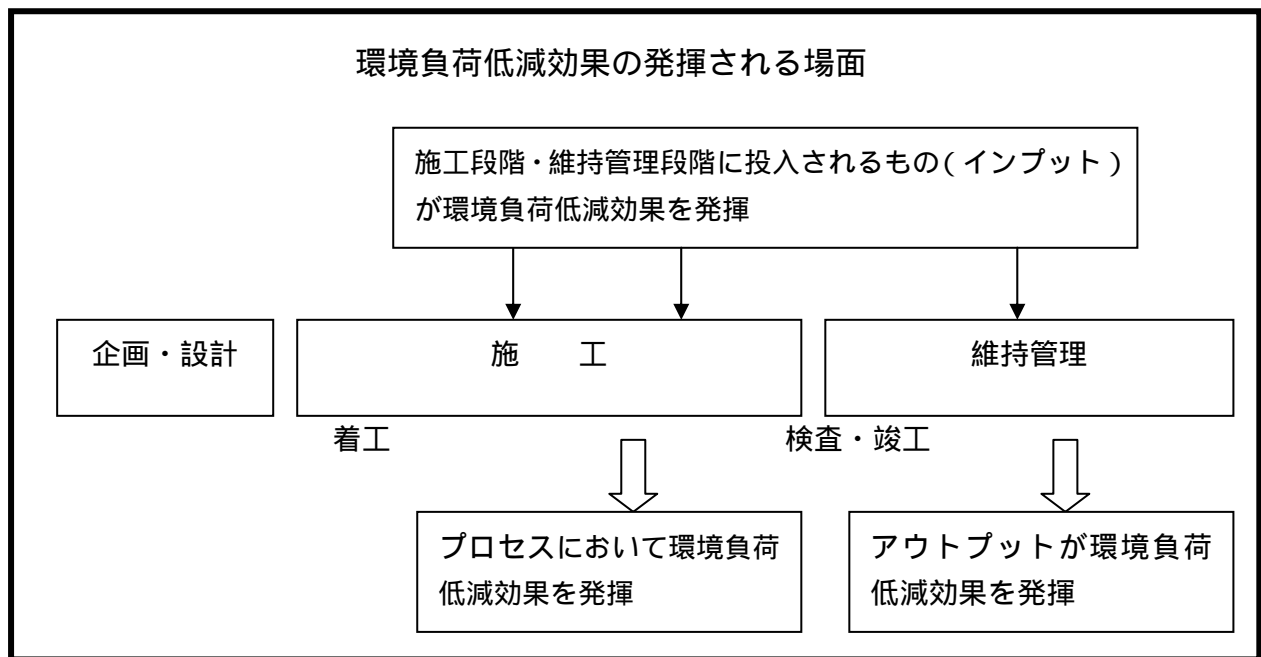 環境負荷低減効果の発揮される場面
施工段階・維持管理段階に投入されるもの(インプット)
が環境負荷低減効果を発揮
企画・設計
施　　工
維持管理
着工
検査・竣工
プロセスにおいて環境負荷
低減効果を発揮
アウトプットが環境負荷
低減効果を発揮